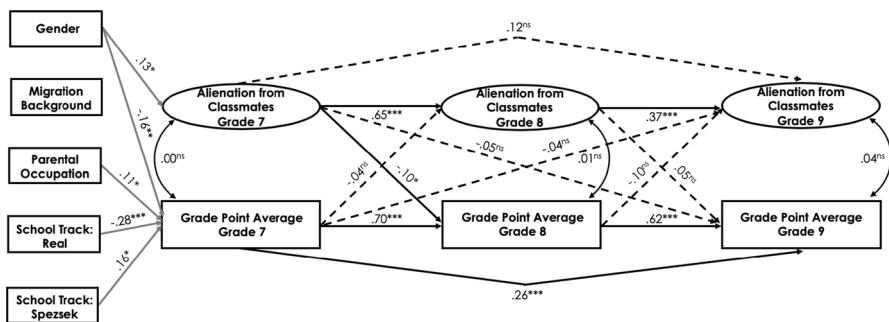 Gender
Migration
Background
Parental
Occupation
School Track:
Real
School Track:
Spezsek
.13*
-.16**
.11*
-.28***
.16*
.12ns
Alienation from
Classmates
Grade 7
Alienation from
Classmates
Grade 8
Alienation from
Classmates
Grade 9
.65***
.37***
.00ns
-.04ns
-.10*
-.05ns
-.04ns
.01ns
-.10ns
.05ns
.04ns
Grade Point Average
Grade 7
Grade Point Average
Grade 8
Grade Point Average
Grade 9
.70***
.62***
.26***